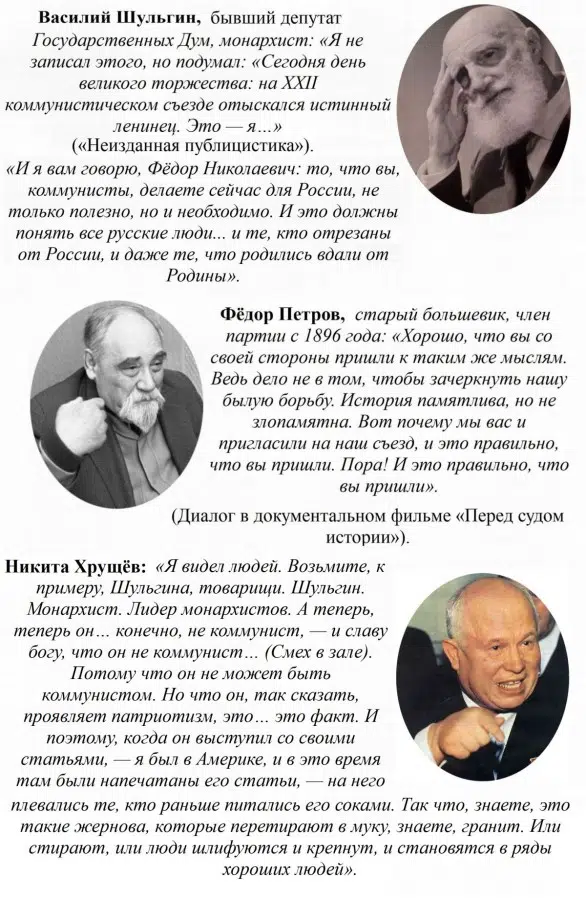 Василий Шульгин, бывший депутат
Государственных Дум, монархист: «Я не
записал этого, но подумал: «Сегодня день
великого торжества: на XXII
коммунистическом съезде отыскался истинный
ленинец. Это — я…»
(«Неизданная публицистика»).
«И я вам говорю, Фёдор Николаевич: то, что вы,
коммунисты, делаете сейчас для России, не
только полезно, но и необходимо. И это должны
понять все русские люди... и те, кто отрезаны
от России, и даже те, что родились вдали от
Родины».
Фёдор Петров, старый большевик, член
партии с 1896 года: «Хорошо, что вы со
своей стороны пришли к таким же мыслям.
Ведь дело не в том, чтобы зачеркнуть нашу
былую борьбу. История памятлива, но не
злопамятна. Вот почему мы вас и
пригласили на наш съезд, и это правильно,
что вы пришли. Пора! И это правильно, что
вы пришли».
(Диалог в документальном фильме «Перед судом
истории»).
Никита Хрущёв: «Я видел людей. Возьмите, к
примеру, Шульгина, товарищи. Шульгин.
Монархист. Лидер монархистов. А теперь,
теперь он… конечно, не коммунист, — и славу
богу, что он не коммунист… (Смех в зале).
Потому что он не может быть
коммунистом. Но что он, так сказать,
проявляет патриотизм, это… это факт. И
поэтому, когда он выступил со своими
статьями, — я был в Америке, и в это время
там были напечатаны его статьи, — на него
плевались те, кто раньше питались его соками. Так что, знаете, это
такие жернова, которые перетирают в муку, знаете, гранит. Или
стирают, или люди шлифуются и крепнут, и становятся в ряды
хороших людей».